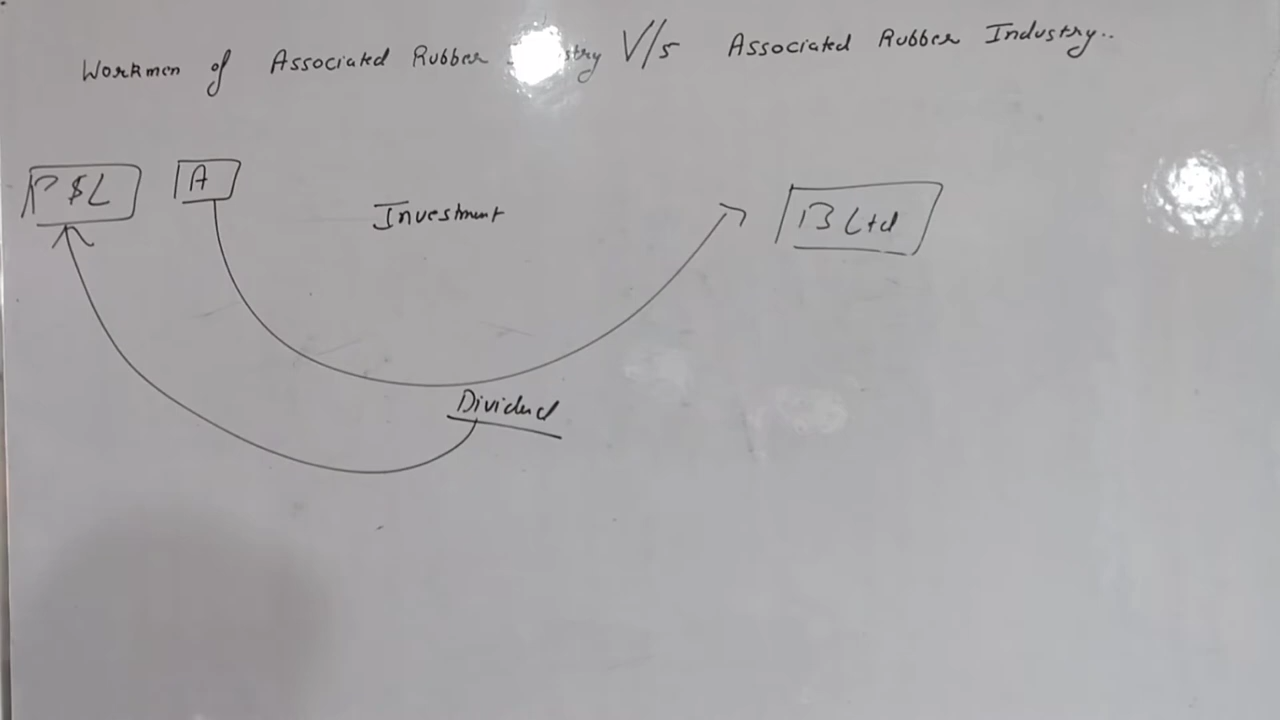 Workmen of Associated Rubber V/s Associated Rubber Industry..
P $ L A
Investment
B Ltd
Dividend